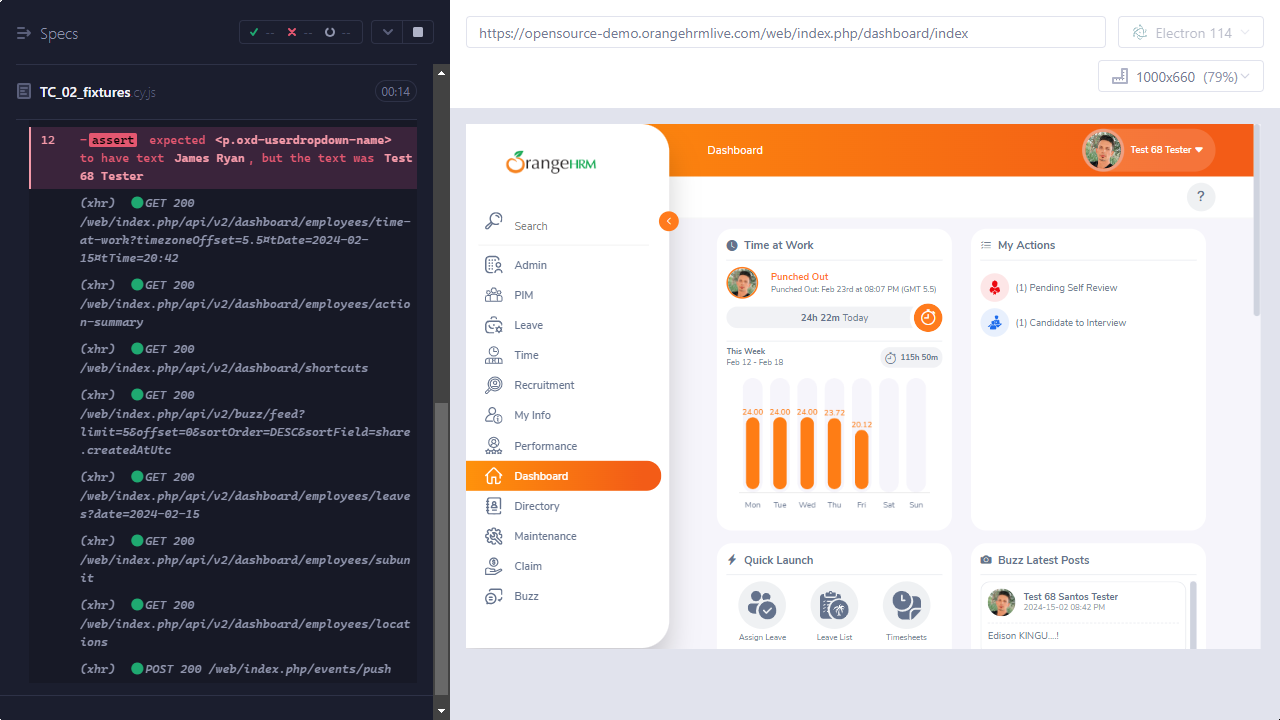 Specs
--
--
--
TC_02_fixtures.cy.js
00:14
12
-assert expected <p.oxd-userdropdown-name>
to have text James Ryan, but the text was Test
68 Tester
(xhr) GET 200
/web/index.php/api/v2/dashboard/employees/time-
at-work?timezoneOffset=5.5¤tDate=2024-02-
15¤tTime=20:42
(xhr) GET 200
/web/index.php/api/v2/dashboard/employees/actio
n-summary
(xhr) GET 200
/web/index.php/api/v2/dashboard/shortcuts
(xhr) GET 200
/web/index.php/api/v2/buzz/feed?
limit=5&offset=0&sortOrder=DESC&sortField=share
.createdAtUtc
(xhr) GET 200
/web/index.php/api/v2/dashboard/employees/leave
s?date=2024-02-15
(xhr) GET 200
/web/index.php/api/v2/dashboard/employees/subun
it
(xhr) GET 200
/web/index.php/api/v2/dashboard/employees/locat
ions
(xhr) POST 200 /web/index.php/events/push
https://opensource-demo.orangehrmlive.com/web/index.php/dashboard/index
Electron 114
1000x660 (79%)
OrangeHRM
Dashboard
Test 68 Tester
?
Search
Admin
PIM
Leave
Time
Recruitment
My Info
Performance
Dashboard
Directory
Maintenance
Claim
Buzz
Time at Work
Punched Out
Punched Out: Feb 23rd at 08:07 PM (GMT 5.5)
24h 22m Today
This Week
Feb 12 - Feb 18
115h 50m
24.00 24.00 24.00 23.72 20.12
Mon Tue Wed Thu Fri Sat Sun
My Actions
(1) Pending Self Review
(1) Candidate to Interview
Quick Launch
Assign Leave
Leave List
Timesheets
Buzz Latest Posts
Test 68 Santos Tester
2024-15-02 08:42 PM
Edison KINGU....!